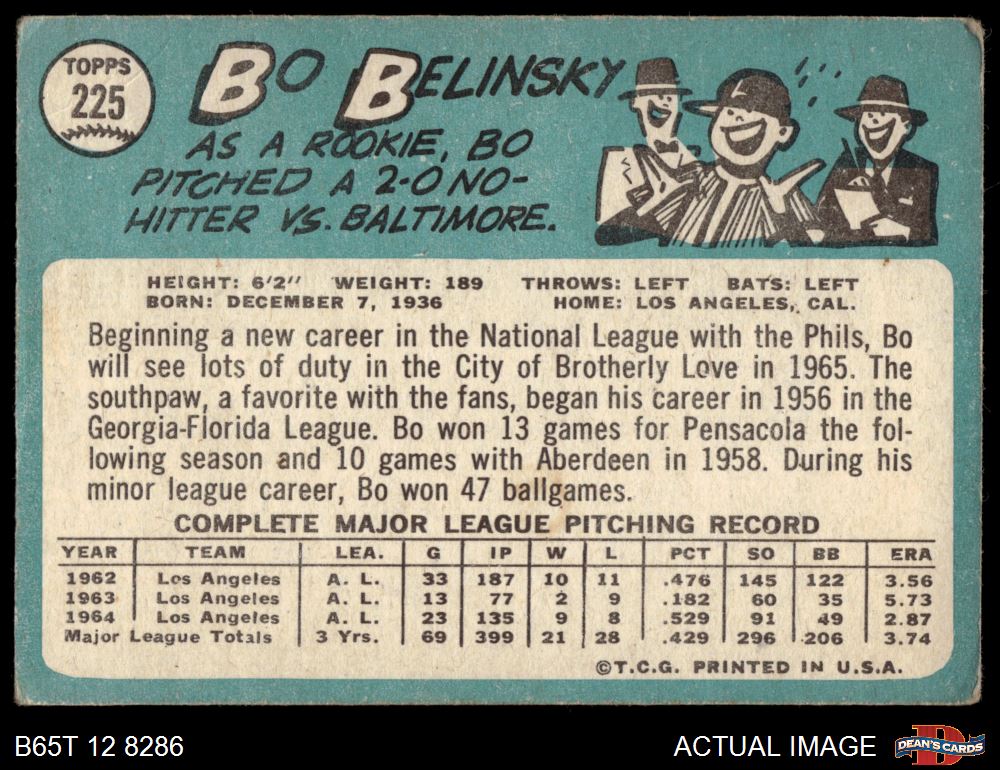 TOPPS
225
BO BELINSKY
AS A ROOKIE, BO
PITCHED A 2-0 NO-
HITTER VS. BALTIMORE.
HEIGHT: 6'2" WEIGHT: 189 THROWS: LEFT BATS: LEFT
BORN: DECEMBER 7, 1936 HOME: LOS ANGELES, CAL.
Beginning a new career in the National League with the Phils, Bo
will see lots of duty in the City of Brotherly Love in 1965. The
southpaw, a favorite with the fans, began his career in 1956 in the
Georgia-Florida League. Bo won 13 games for Pensacola the fol-
lowing season and 10 games with Aberdeen in 1958. During his
minor league career, Bo won 47 ballgames.
COMPLETE MAJOR LEAGUE PITCHING RECORD
YEAR TEAM LEA. G IP W L PCT SO BB ERA
1962 Los Angeles A. L. 33 187 10 11 .476 145 122 3.56
1963 Los Angeles A. L. 13 77 2 9 .182 60 35 5.73
1964 Los Angeles A. L. 23 135 9 8 .529 91 49 2.87
Major League Totals 3 Yrs. 69 399 21 28 .429 296 206 3.74
©T.C.G. PRINTED IN U.S.A.
B65T 12 8286 ACTUAL IMAGE DEAN'S CARDS